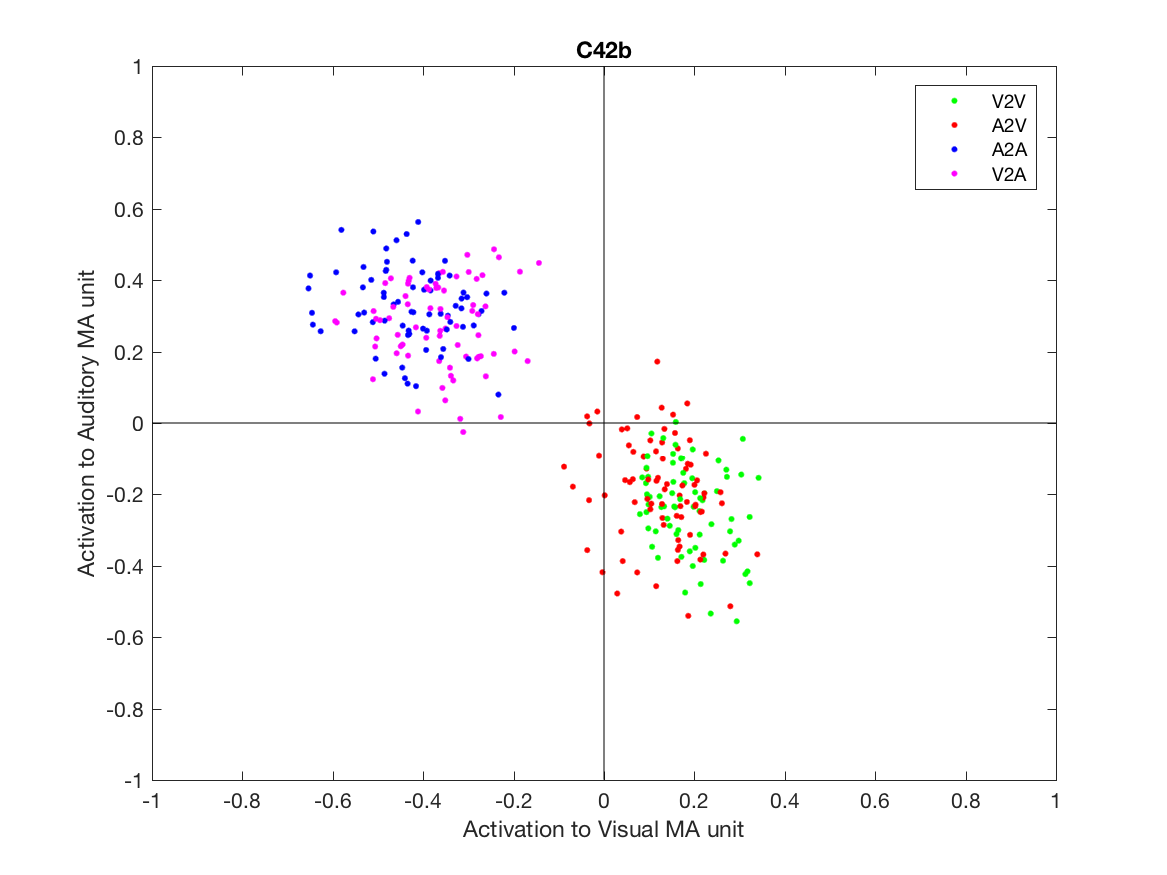 C42b
1
0.8
0.6
0.4
0.2
0
-0.2
-0.4
-0.6
-0.8
-1
Activation to Auditory MA unit
V2V
A2V
A2A
V2A
-1 -0.8 -0.6 -0.4 -0.2 0 0.2 0.4 0.6 0.8 1
Activation to Visual MA unit